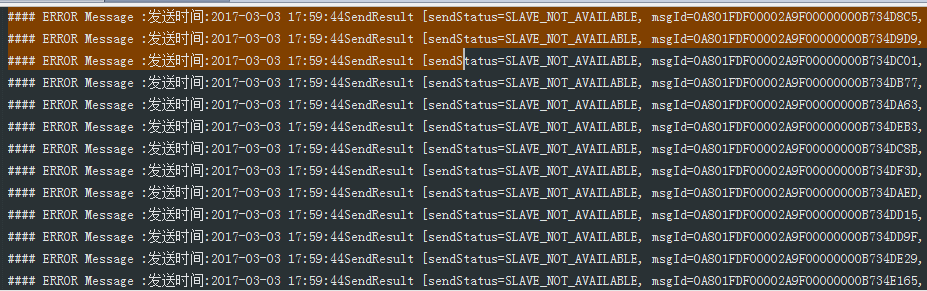 #### ERROR Message :发送时间:2017-03-03 17:59:44SendResult [sendStatus=SLAVE_NOT_AVAILABLE, msgId=0A801FDF00002A9F00000000B734D8C5,
#### ERROR Message :发送时间:2017-03-03 17:59:44SendResult [sendStatus=SLAVE_NOT_AVAILABLE, msgId=0A801FDF00002A9F00000000B734D9D9,
#### ERROR Message :发送时间:2017-03-03 17:59:44SendResult [sendStatus=SLAVE_NOT_AVAILABLE, msgId=0A801FDF00002A9F00000000B734DC01,
#### ERROR Message :发送时间:2017-03-03 17:59:44SendResult [sendStatus=SLAVE_NOT_AVAILABLE, msgId=0A801FDF00002A9F00000000B734DB77,
#### ERROR Message :发送时间:2017-03-03 17:59:44SendResult [sendStatus=SLAVE_NOT_AVAILABLE, msgId=0A801FDF00002A9F00000000B734DA63,
#### ERROR Message :发送时间:2017-03-03 17:59:44SendResult [sendStatus=SLAVE_NOT_AVAILABLE, msgId=0A801FDF00002A9F00000000B734DEB3,
#### ERROR Message :发送时间:2017-03-03 17:59:44SendResult [sendStatus=SLAVE_NOT_AVAILABLE, msgId=0A801FDF00002A9F00000000B734DC8B,
#### ERROR Message :发送时间:2017-03-03 17:59:44SendResult [sendStatus=SLAVE_NOT_AVAILABLE, msgId=0A801FDF00002A9F00000000B734DF3D,
#### ERROR Message :发送时间:2017-03-03 17:59:44SendResult [sendStatus=SLAVE_NOT_AVAILABLE, msgId=0A801FDF00002A9F00000000B734DAED,
#### ERROR Message :发送时间:2017-03-03 17:59:44SendResult [sendStatus=SLAVE_NOT_AVAILABLE, msgId=0A801FDF00002A9F00000000B734DD15,
#### ERROR Message :发送时间:2017-03-03 17:59:44SendResult [sendStatus=SLAVE_NOT_AVAILABLE, msgId=0A801FDF00002A9F00000000B734DD9F,
#### ERROR Message :发送时间:2017-03-03 17:59:44SendResult [sendStatus=SLAVE_NOT_AVAILABLE, msgId=0A801FDF00002A9F00000000B734DE29,
#### ERROR Message :发送时间:2017-03-03 17:59:44SendResult [sendStatus=SLAVE_NOT_AVAILABLE, msgId=0A801FDF00002A9F00000000B734E165,